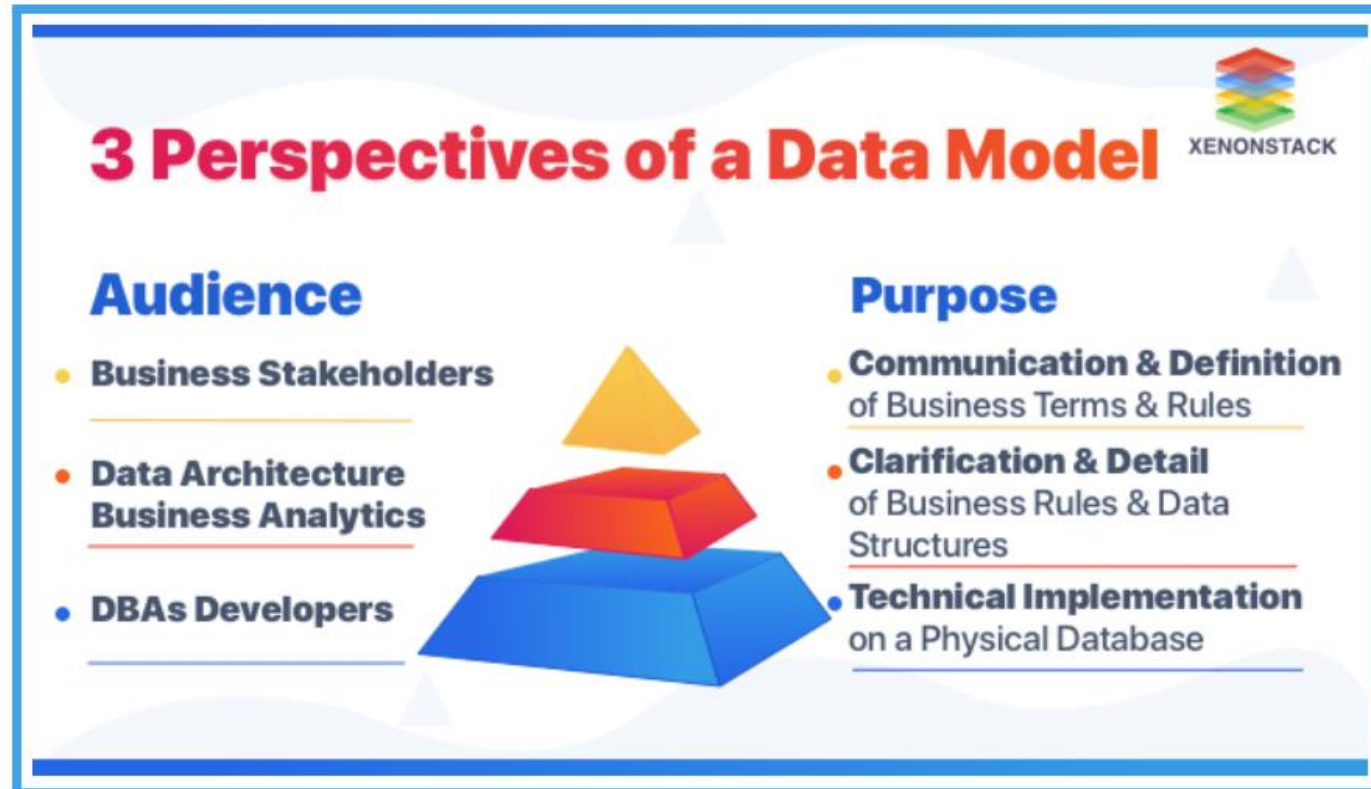 3 Perspectives of a Data Model
XENONSTACK
Audience
Business Stakeholders
Data Architecture
Business Analytics
DBAs Developers
Purpose
Communication & Definition
of Business Terms & Rules
Clarification & Detail
of Business Rules & Data
Structures
Technical Implementation
on a Physical Database